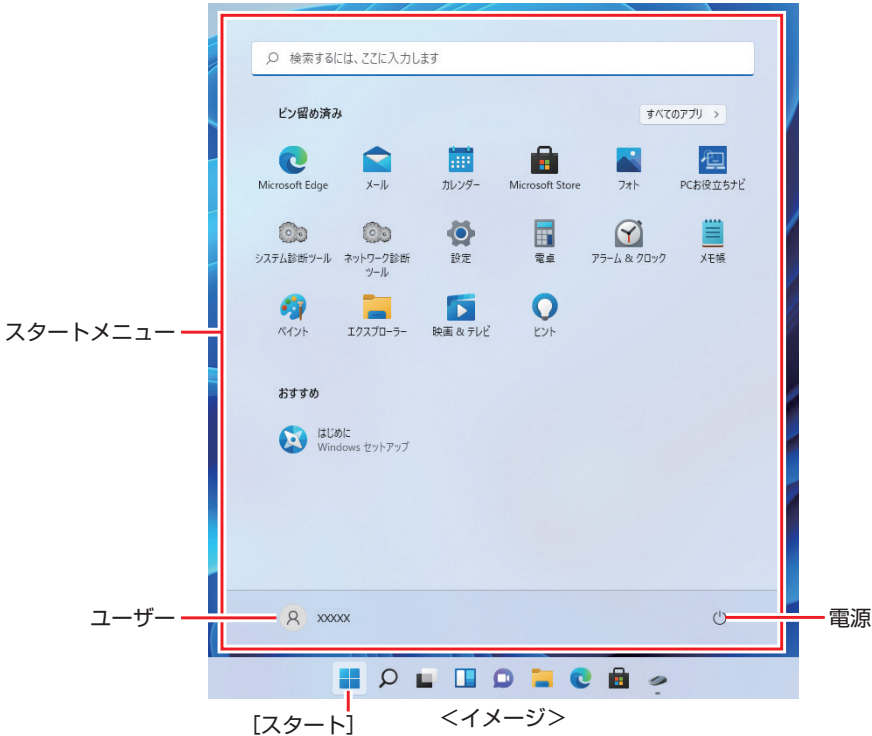 検索するには、ここに入力します
ピン留め済み
すべてのアプリ >
Microsoft Edge
メール
カレンダー
Microsoft Store
フォト
PCお役立ちナビ
システム診断ツール
ネットワーク診断
ツール
設定
電卓
アラーム & クロック
メモ帳
スタートメニュー
ペイント
エクスプローラー
映画 & テレビ
ヒント
おすすめ
はじめに
Windows セットアップ
ユーザー
xxxxx
電源
[スタート]
＜イメージ＞